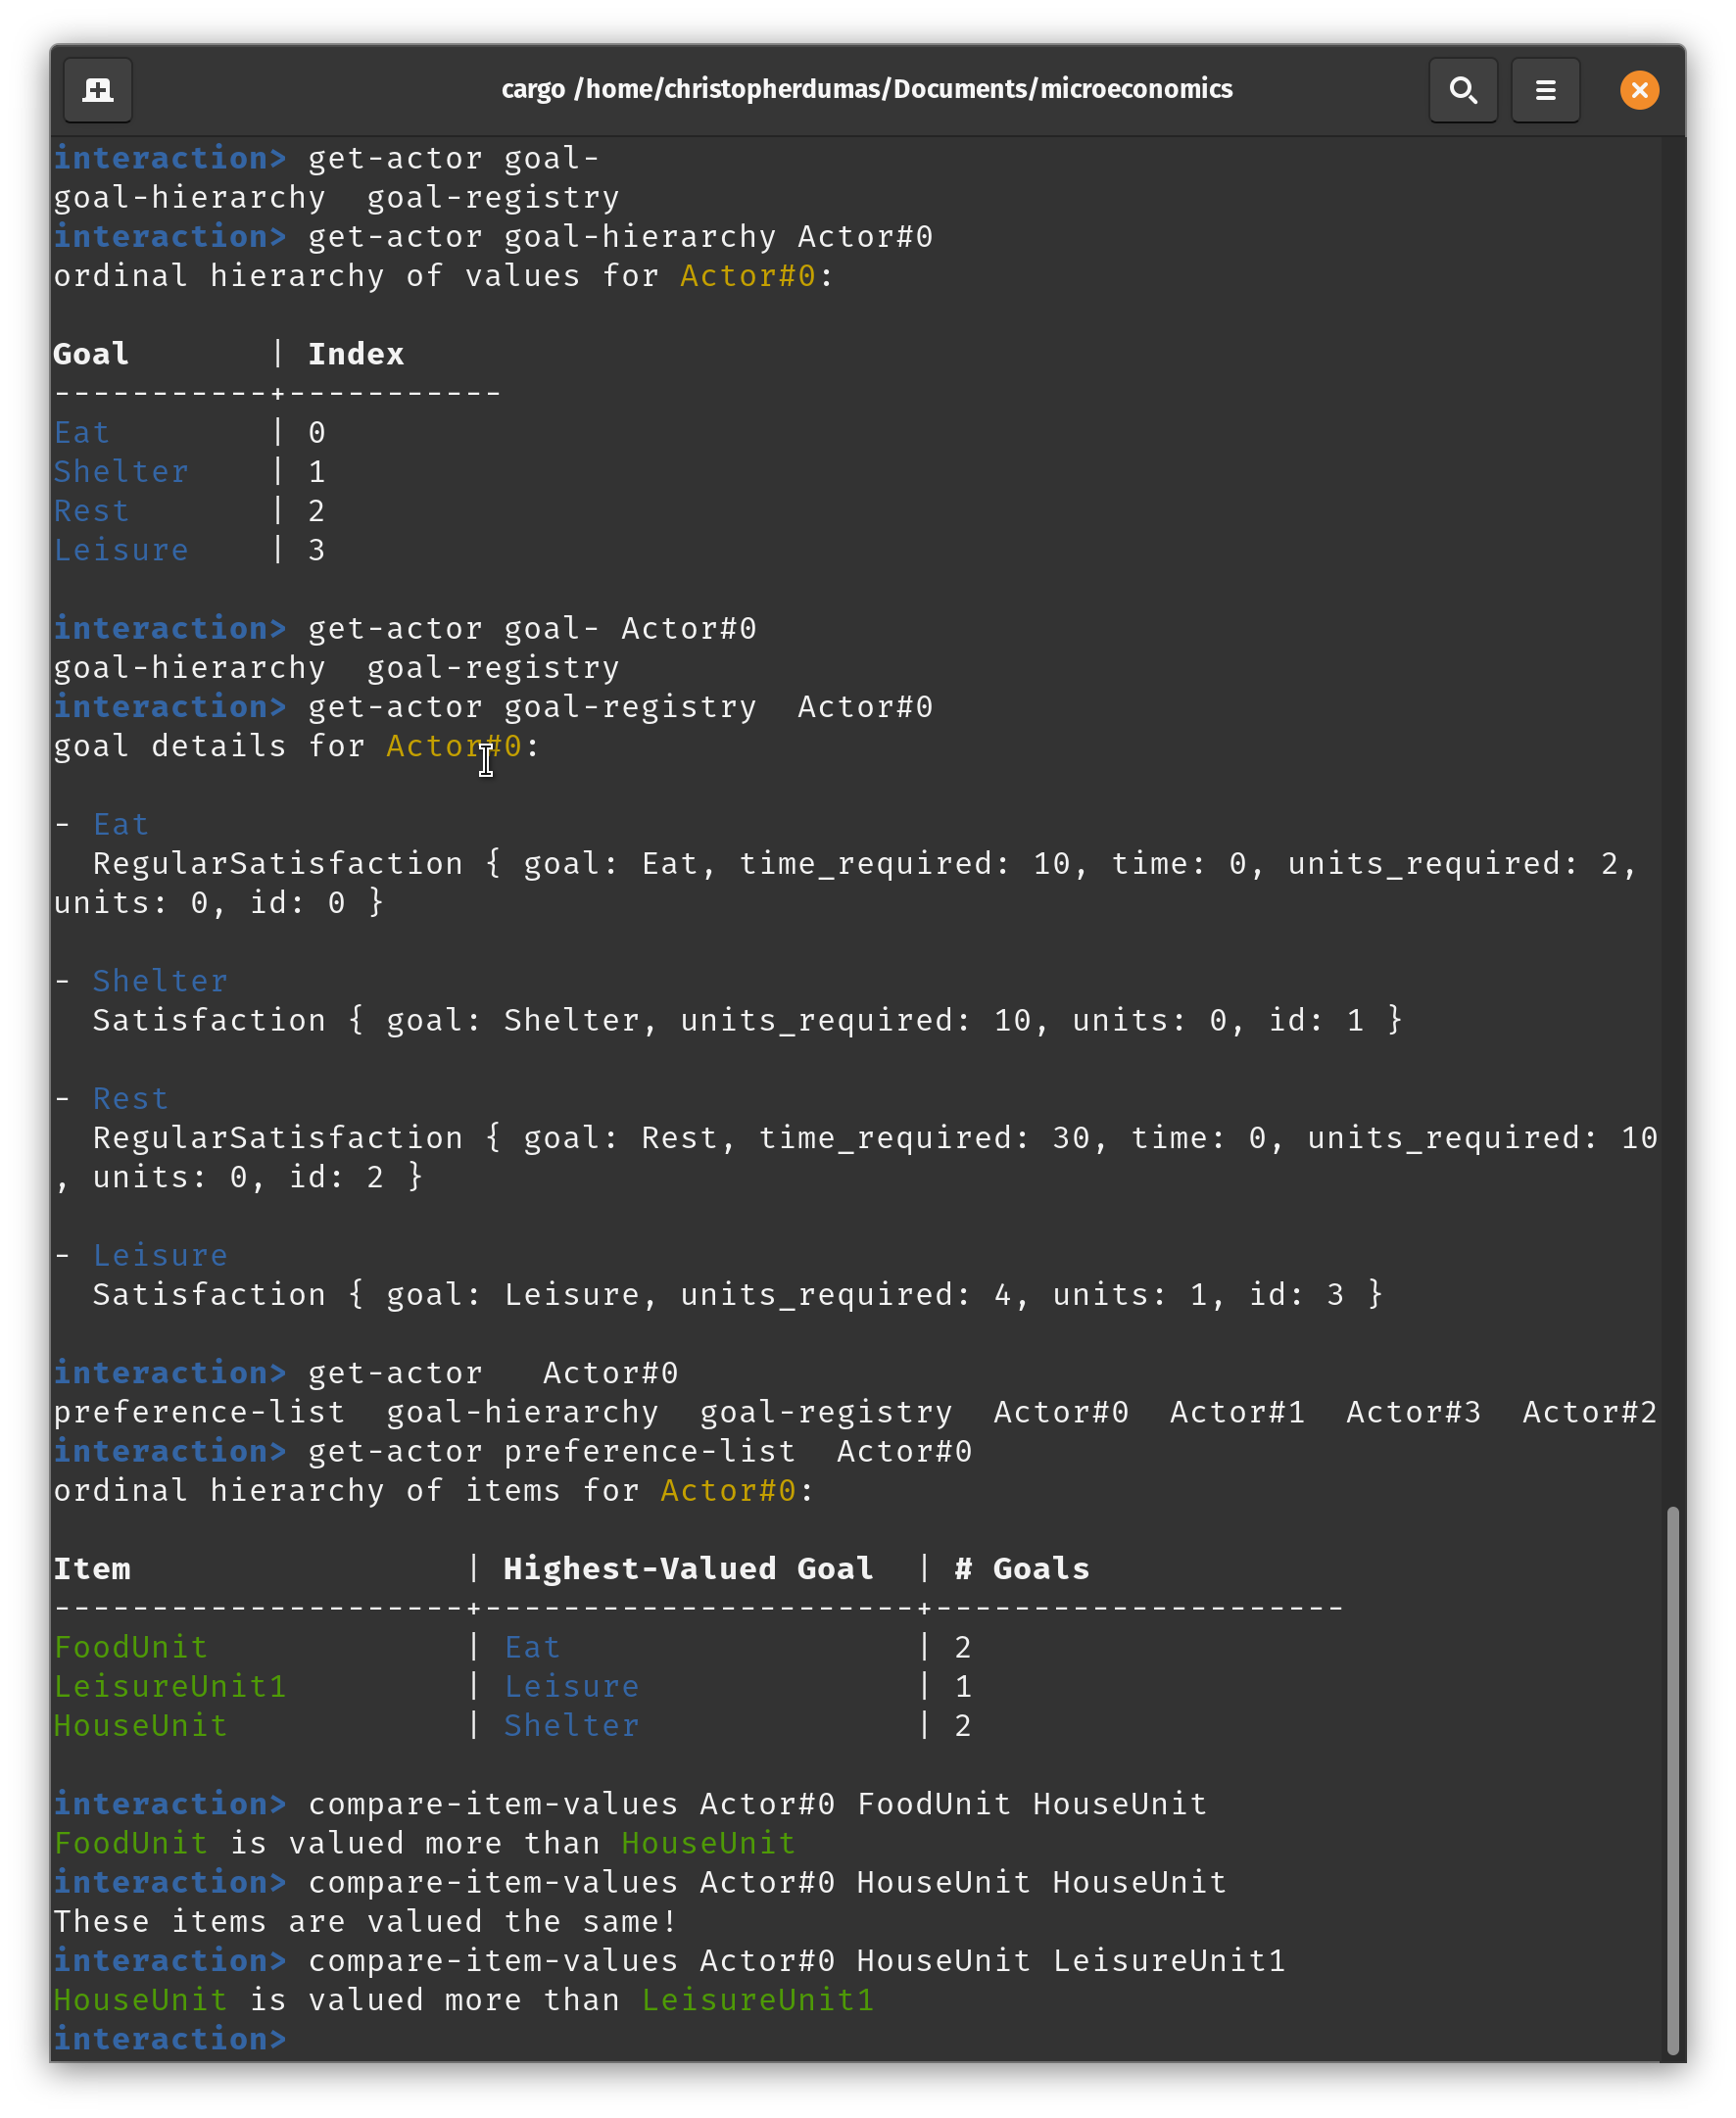 cargo /home/christopherdumas/Documents/microeconomics
interaction> get-actor goal-
goal-hierarchy  goal-registry
interaction> get-actor goal-hierarchy Actor#0
ordinal hierarchy of values for Actor#0:
Goal       | Index
-----------+-----------
Eat        | 0
Shelter    | 1
Rest       | 2
Leisure    | 3
interaction> get-actor goal- Actor#0
goal-hierarchy  goal-registry
interaction> get-actor goal-registry  Actor#0
goal details for Actor#0:
- Eat
  RegularSatisfaction { goal: Eat, time_required: 10, time: 0, units_required: 2,
units: 0, id: 0 }
- Shelter
  Satisfaction { goal: Shelter, units_required: 10, units: 0, id: 1 }
- Rest
  RegularSatisfaction { goal: Rest, time_required: 30, time: 0, units_required: 10
, units: 0, id: 2 }
- Leisure
  Satisfaction { goal: Leisure, units_required: 4, units: 1, id: 3 }
interaction> get-actor   Actor#0
preference-list  goal-hierarchy  goal-registry  Actor#0  Actor#1  Actor#3  Actor#2
interaction> get-actor preference-list  Actor#0
ordinal hierarchy of items for Actor#0:
Item                 | Highest-Valued Goal  | # Goals
---------------------+----------------------+---------------------
FoodUnit             | Eat                  | 2
LeisureUnit1         | Leisure              | 1
HouseUnit            | Shelter              | 2
interaction> compare-item-values Actor#0 FoodUnit HouseUnit
FoodUnit is valued more than HouseUnit
interaction> compare-item-values Actor#0 HouseUnit HouseUnit
These items are valued the same!
interaction> compare-item-values Actor#0 HouseUnit LeisureUnit1
HouseUnit is valued more than LeisureUnit1
interaction>